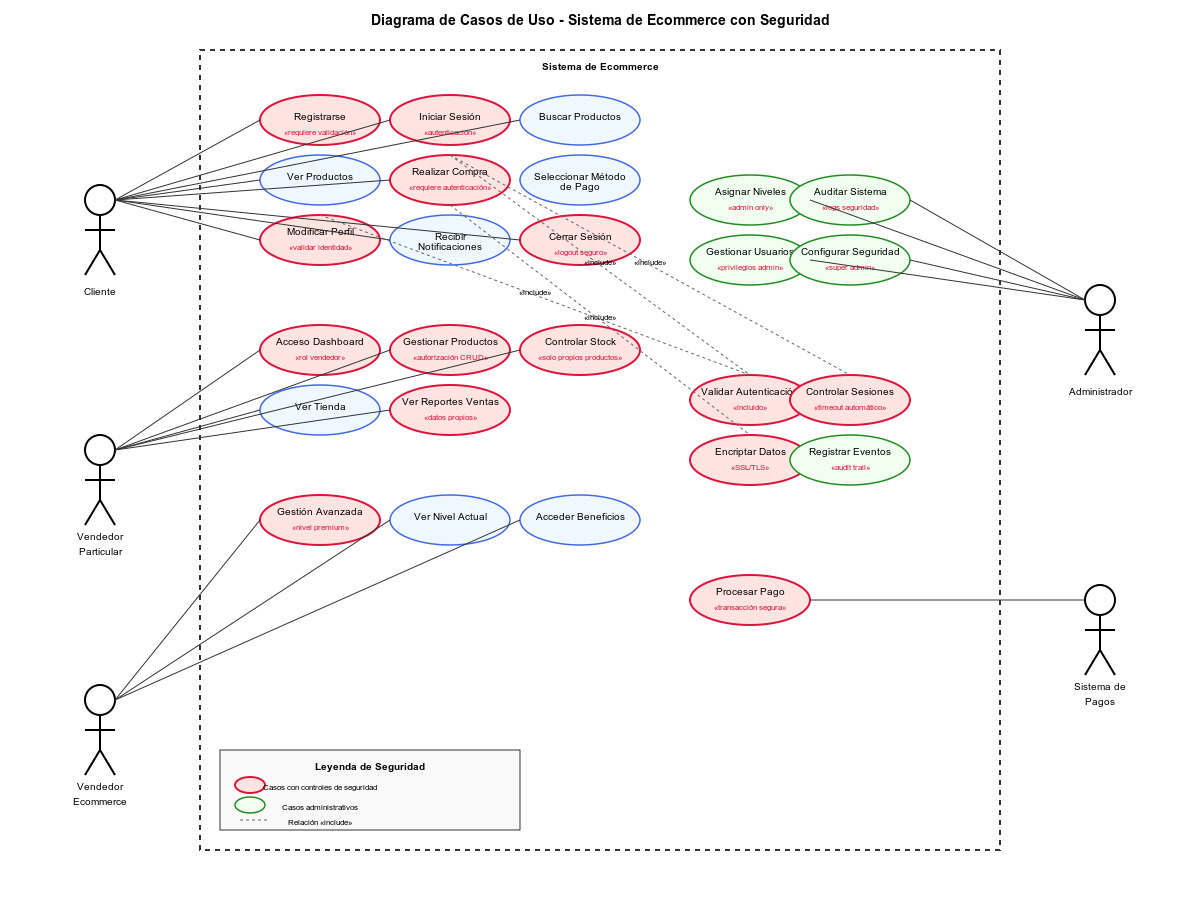 Diagrama de Casos de Uso - Sistema de Ecommerce con Seguridad
Sistema de Ecommerce
Registrarse
«requiere validación»
Iniciar Sesión
«autenticación»
Buscar Productos
Ver Productos
Realizar Compra
«requiere autenticación»
Seleccionar Método
de Pago
Modificar Perfil
«validar identidad»
Recibir
Notificaciones
Cerrar Sesión
«logout seguro»
«include»
«include»
«include»
«include»
Asignar Niveles
«admin only»
Auditar Sistema
«logs seguridad»
Gestionar Usuarios
«privilegios admin»
Configurar Seguridad
«super admin»
Cliente
Administrador
Acceso Dashboard
«rol vendedor»
Gestionar Productos
«autorización CRUD»
Controlar Stock
«solo propios productos»
Ver Tienda
Ver Reportes Ventas
«datos propios»
Validar Autenticació
«incluido»
Controlar Sesiones
«timeout automático»
Encriptar Datos
«SSL/TLS»
Registrar Eventos
«audit trail»
Vendedor
Particular
Gestión Avanzada
«nivel premium»
Ver Nivel Actual
Acceder Beneficios
Procesar Pago
«transacción segura»
Sistema de
Pagos
Vendedor
Ecommerce
Leyenda de Seguridad
Casos con controles de seguridad
Casos administrativos
Relación «include»